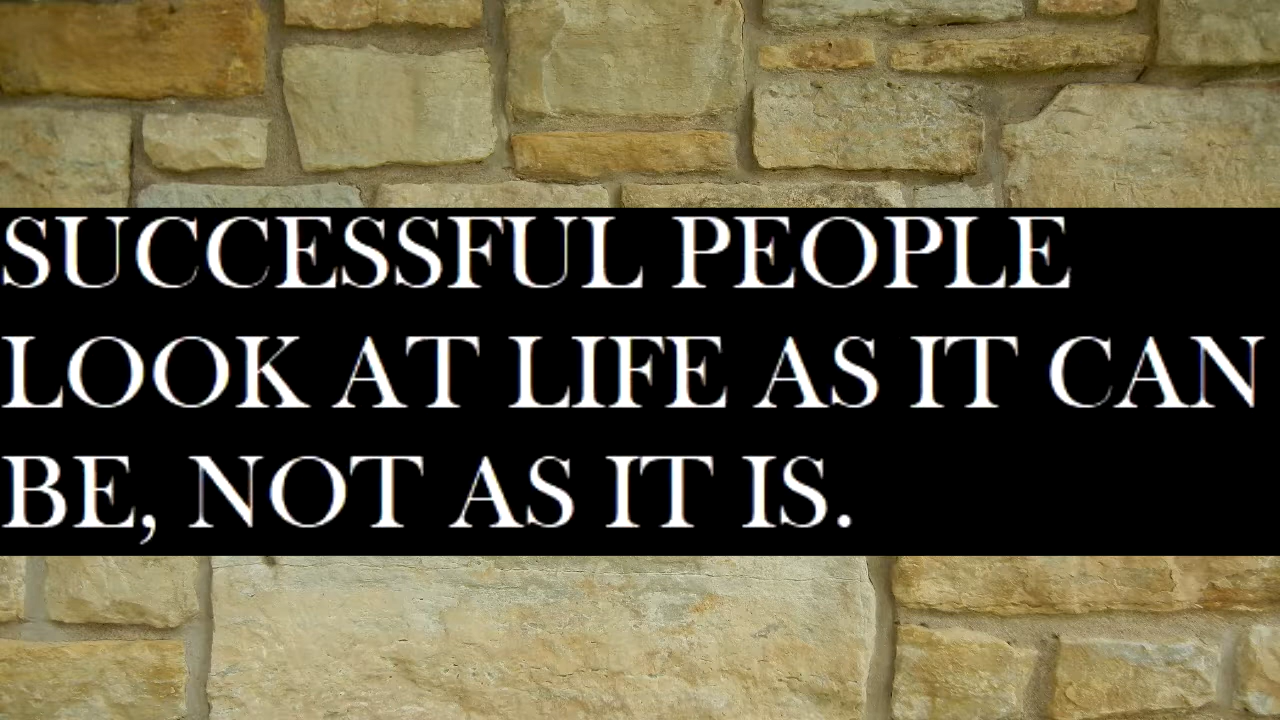 SUCCESSFUL PEOPLE
LOOK AT LIFE AS IT CAN
BE, NOT AS IT IS.